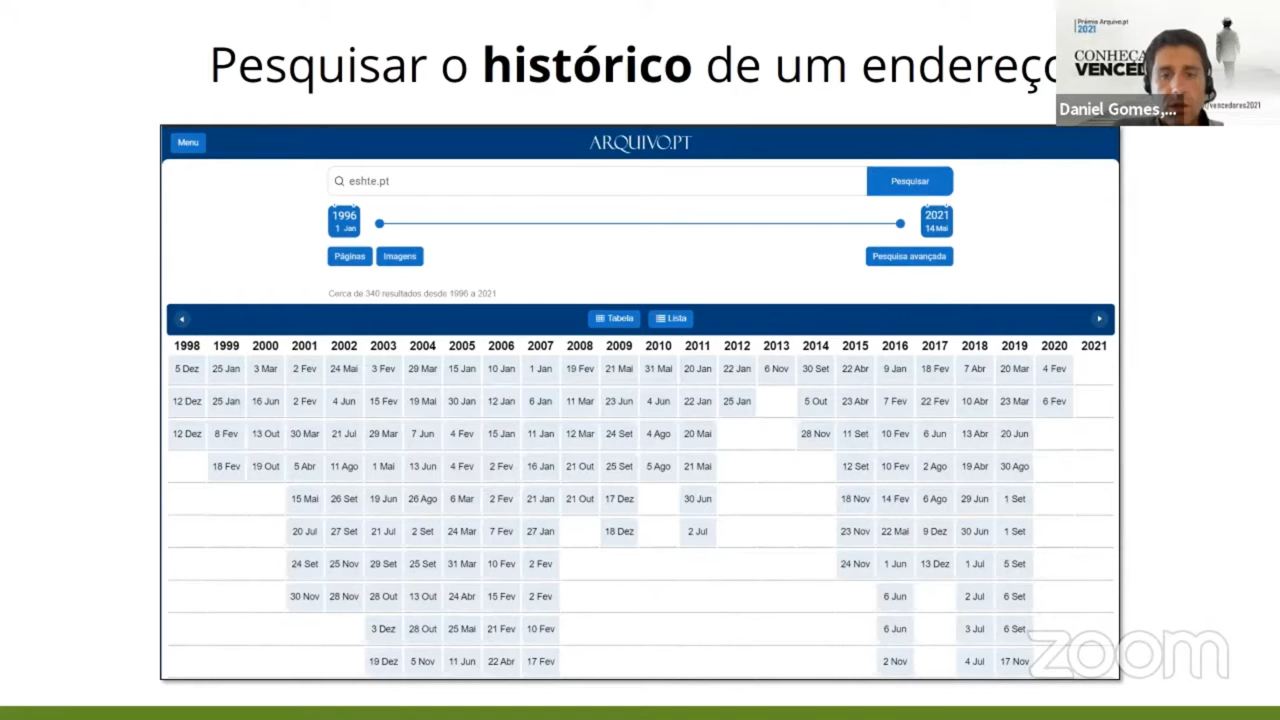 Pesquisar o histórico de um endereço
Prémio Arquivo.pt
2021
CONHEÇA
VENCE
/vencedores2021
Daniel Gomes,...
Menu
ARQUIVO.PT
eshte.pt
Pesquisar
1996
1 Jan
2021
14 Mai
Páginas
Imagens
Pesquisa avançada
Cerca de 340 resultados desde 1996 a 2021
Tabela
Lista
1998 1999 2000 2001 2002 2003 2004 2005 2006 2007 2008 2009 2010 2011 2012 2013 2014 2015 2016 2017 2018 2019 2020 2021
5 Dez 25 Jan 3 Mar 2 Fev 24 Mai 3 Fev 29 Mar 15 Jan 10 Jan 1 Jan 19 Fev 21 Mai 31 Mai 20 Jan 22 Jan 6 Nov 30 Set 22 Abr 9 Jan 18 Fev 7 Abr 20 Mar 4 Fev
12 Dez 25 Jan 16 Jun 2 Fev 4 Jun 15 Fev 19 Mai 30 Jan 12 Jan 6 Jan 11 Mar 23 Jun 4 Jun 22 Jan 25 Jan 5 Out 23 Abr 7 Fev 22 Fev 10 Abr 23 Mar 6 Fev
12 Dez 8 Fev 13 Out 30 Mar 21 Jul 29 Mar 7 Jun 4 Fev 15 Jan 11 Jan 12 Mar 24 Set 4 Ago 20 Mai 28 Nov 11 Set 10 Fev 6 Jun 13 Abr 20 Jun
18 Fev 19 Out 5 Abr 11 Ago 1 Mai 13 Jun 4 Fev 2 Fev 16 Jan 21 Out 25 Set 5 Ago 21 Mai 12 Set 10 Fev 2 Ago 19 Abr 30 Ago
15 Mai 26 Set 19 Jun 26 Ago 6 Mar 2 Fev 21 Jan 21 Out 17 Dez 30 Jun 18 Nov 14 Fev 6 Ago 29 Jun 1 Set
20 Jul 27 Set 21 Jul 2 Set 24 Mar 7 Fev 27 Jan 18 Dez 2 Jul 23 Nov 22 Mai 9 Dez 30 Jun 1 Set
24 Set 25 Nov 29 Set 25 Set 31 Mar 10 Fev 2 Fev 24 Nov 1 Jun 13 Dez 1 Jul 5 Set
30 Nov 28 Nov 28 Out 13 Out 24 Abr 15 Fev 2 Fev 6 Jun 2 Jul 6 Set
3 Dez 28 Out 25 Mai 21 Fev 10 Fev 6 Jun 3 Jul 6 Set
19 Dez 5 Nov 11 Jun 22 Abr 17 Fev 2 Nov 4 Jul 17 Nov
zoom